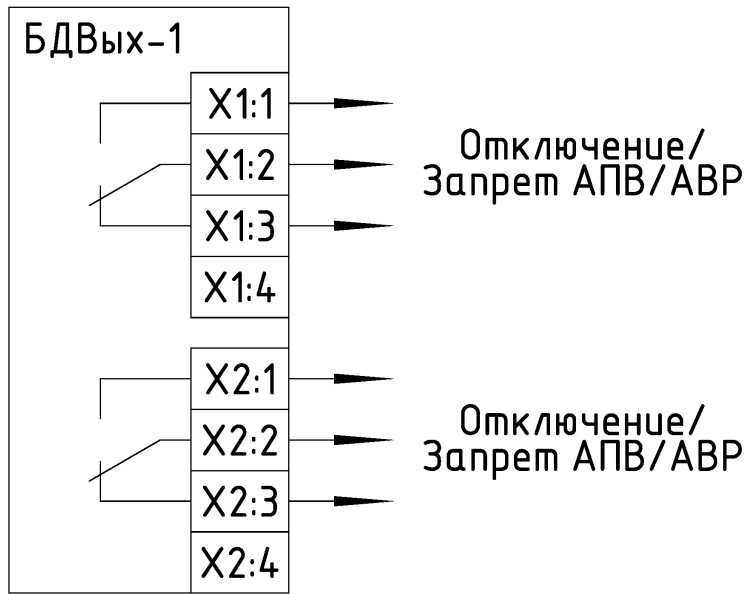 БДВых-1
X1:1
X1:2
X1:3
X1:4
Отключение/
Запрет АПВ/АВР
X2:1
X2:2
X2:3
X2:4
Отключение/
Запрет АПВ/АВР